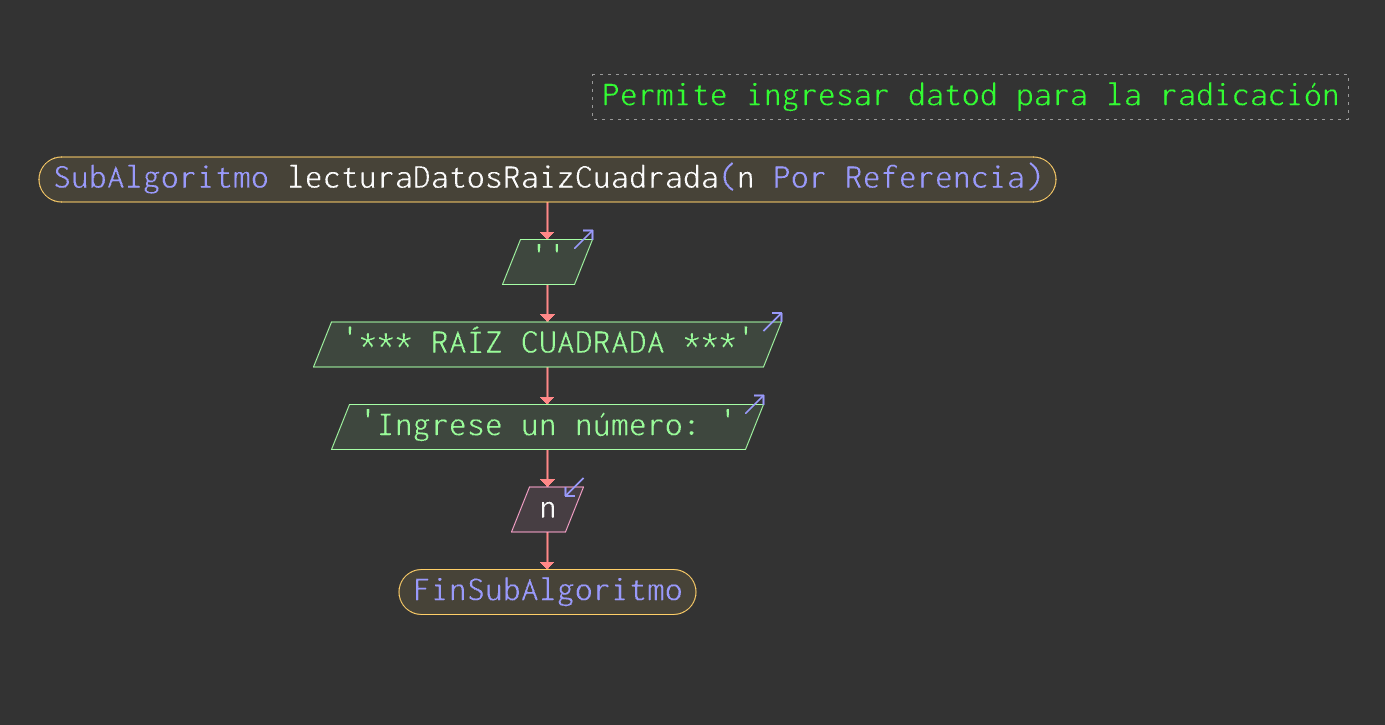 Permite ingresar datod para la radicación
SubAlgoritmo lecturaDatosRaizCuadrada(n Por Referencia)
''
'*** RAÍZ CUADRADA ***'
'Ingrese un número: '
n
FinSubAlgoritmo